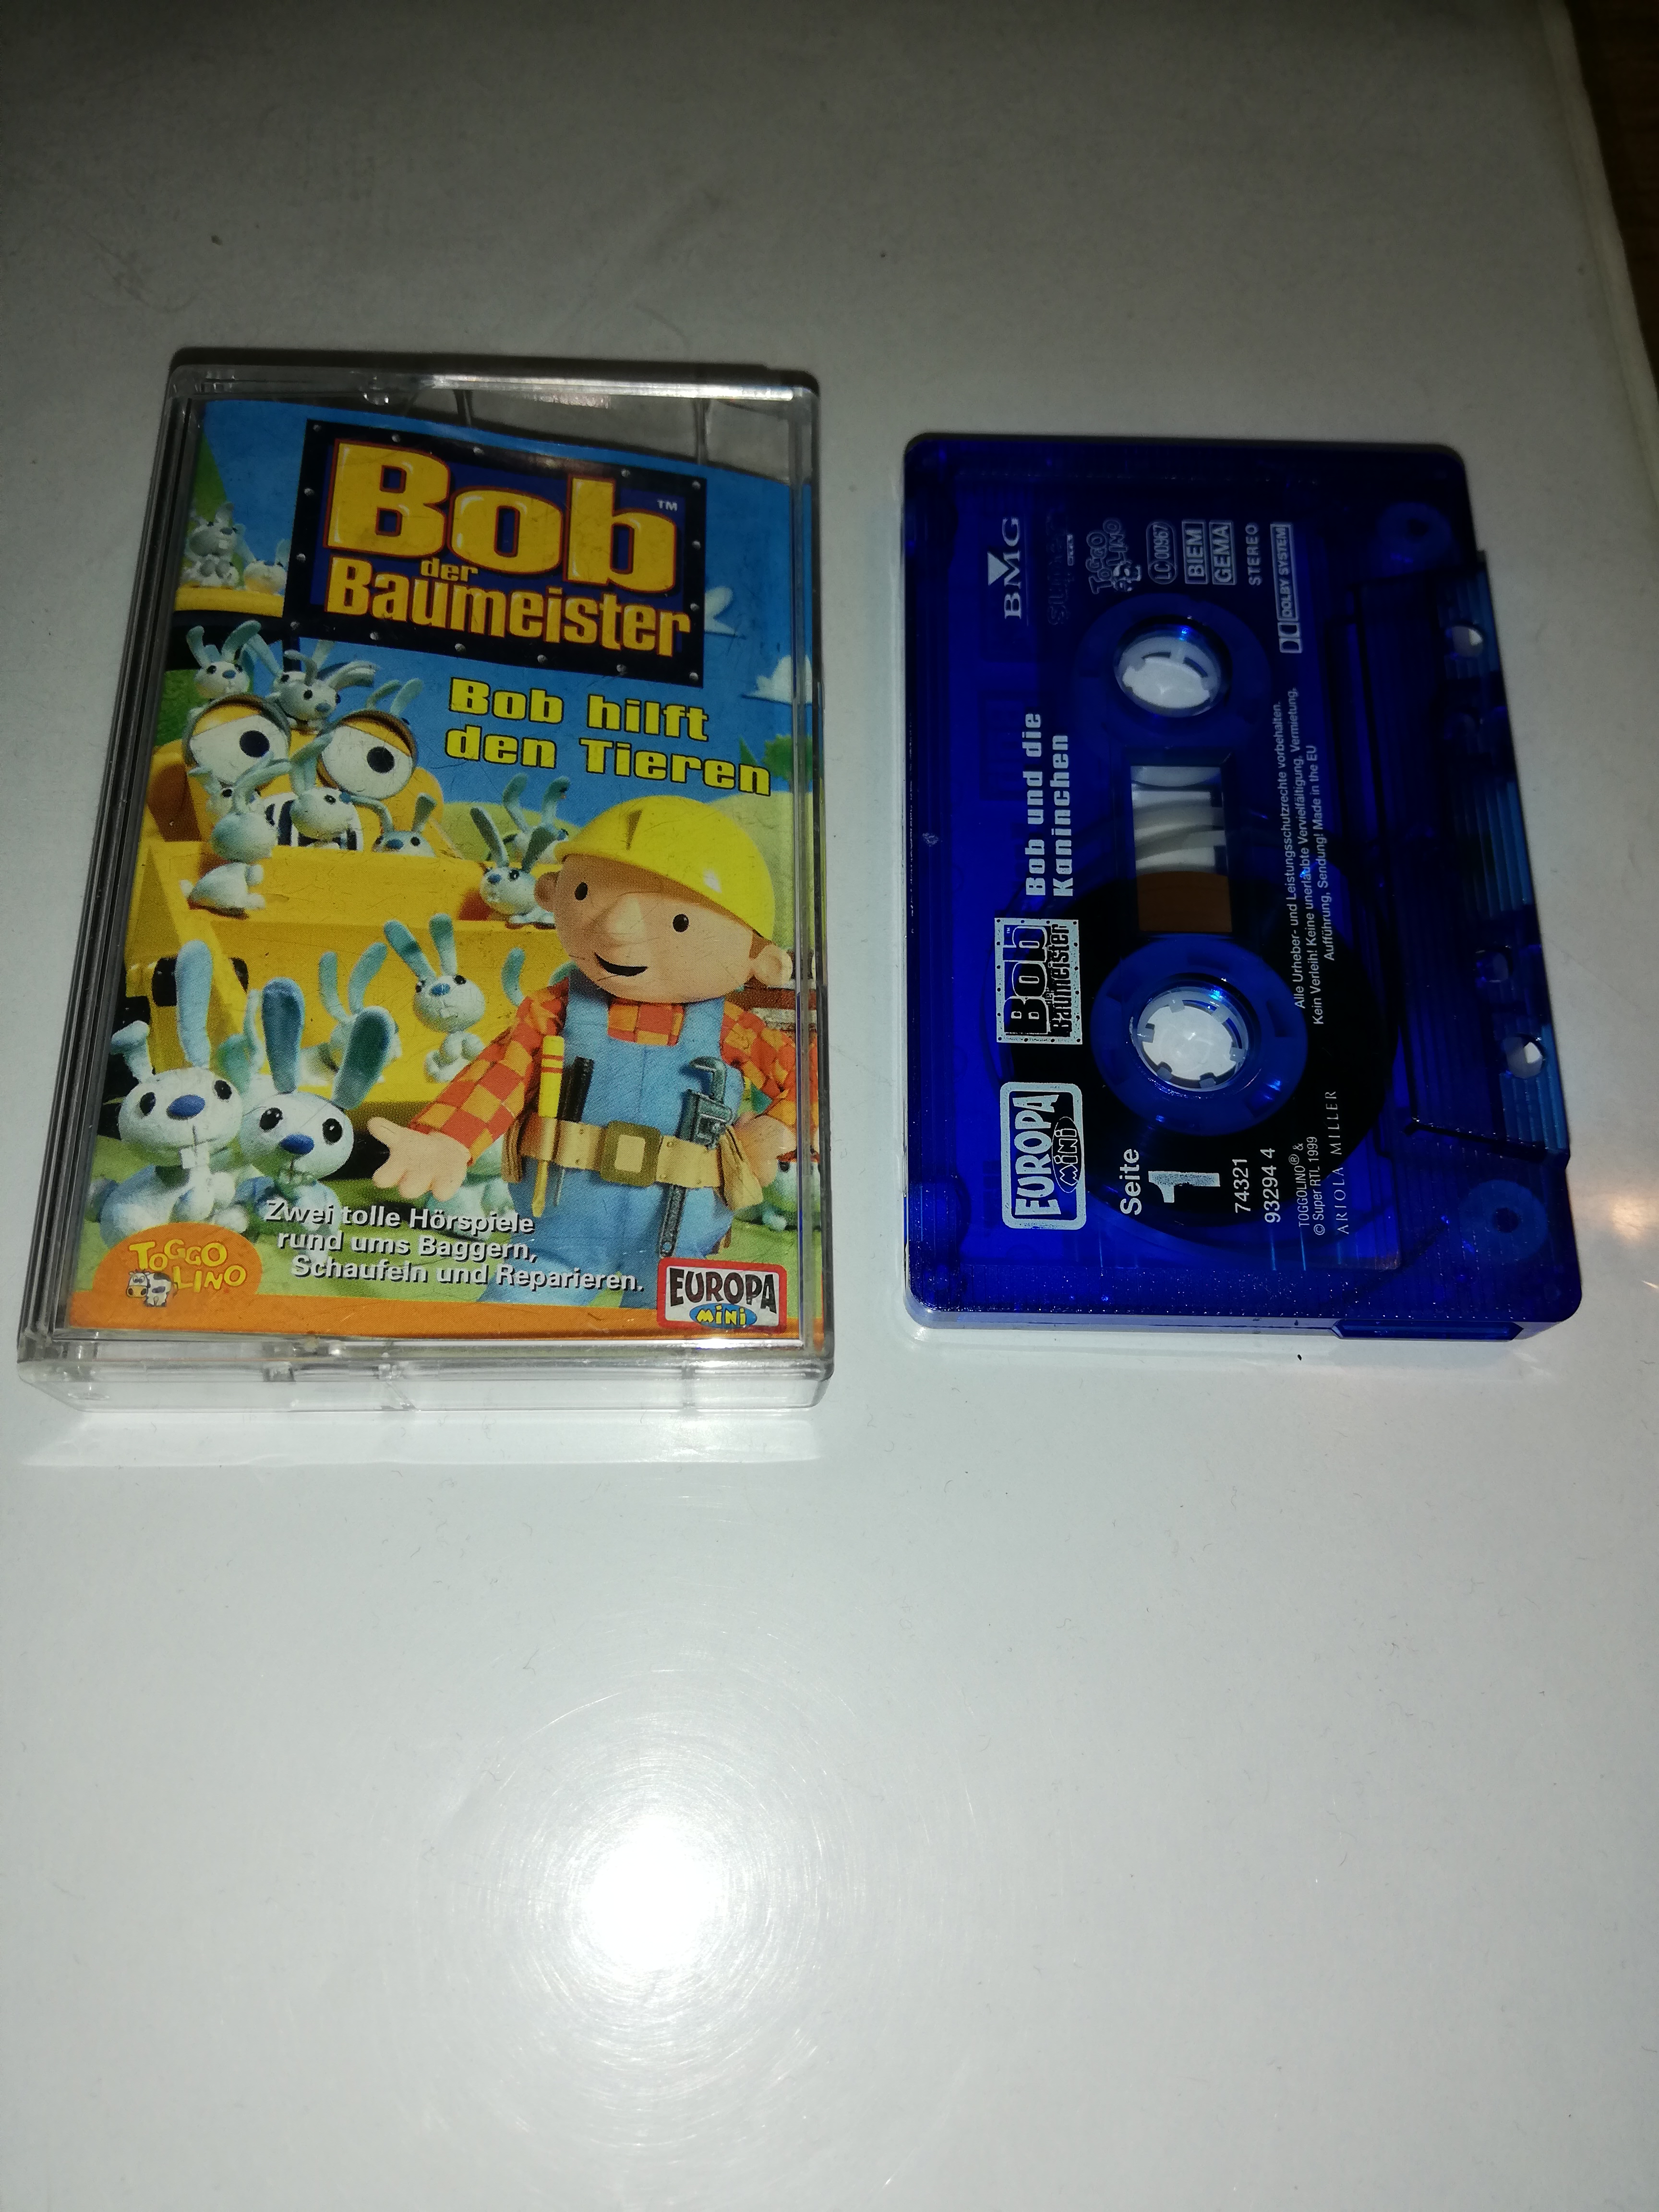 Bob™
der
Baumeister
Bob hilft
den Tieren
Zwei tolle Hörspiele
rund ums Baggern,
Schaufeln und Reparieren.
TOGGO
LINO
EUROPA
mini
BMG
TOGGO
LINO
LC 00967
BIEM
GEMA
STEREO
DOLBY SYSTEM
Bob
der
Baumeister
Bob und die
Kaninchen
EUROPA
mini
Seite
1
74321
93294 4
TOGGOLINO® &
© Super RTL 1999
ARIOLA MILLER
Alle Urheber- und Leistungsschutzrechte vorbehalten.
Kein Verleih! Keine unerlaubte Vervielfältigung, Vermietung,
Aufführung, Sendung! Made in the EU